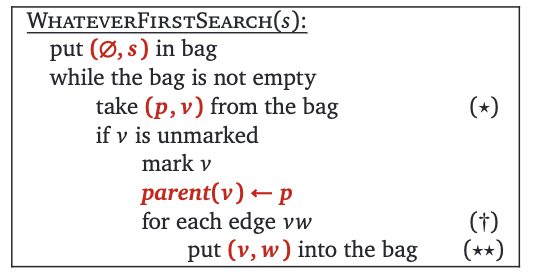 WHATEVERFIRSTSEARCH(s):
put (∅, s) in bag
while the bag is not empty
take (p, v) from the bag (⋆)
if v is unmarked
mark v
parent(v) ← p
for each edge vw (†)
put (v, w) into the bag (⋆⋆)